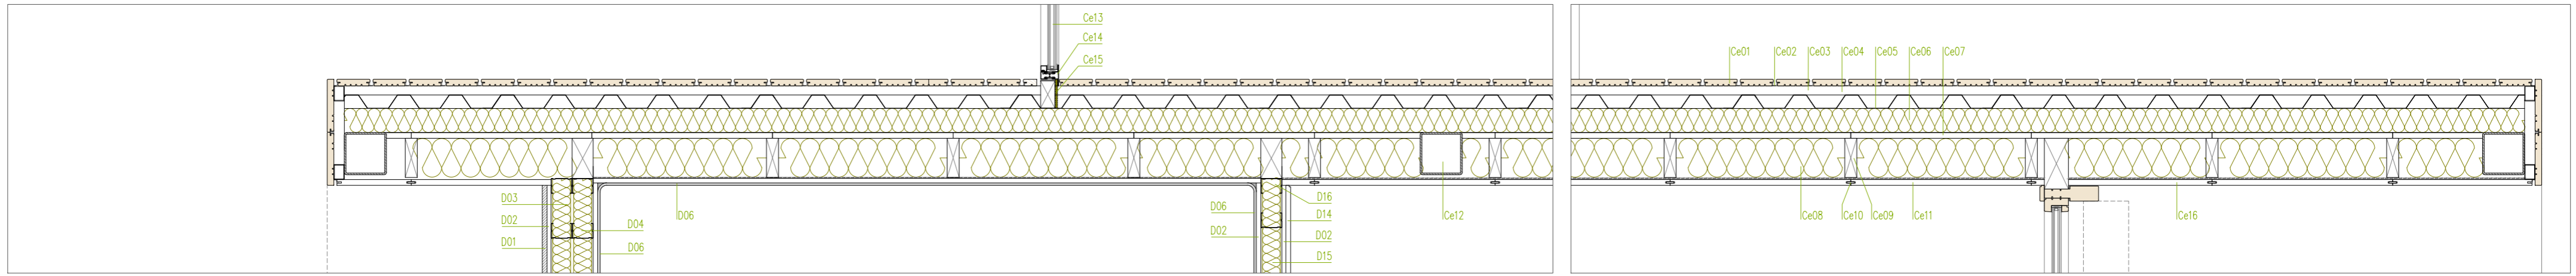 Ce13
Ce14
Ce15
Ce01 Ce02 Ce03 Ce04 Ce05 Ce06 Ce07
D03
D02
D01
D04
D06
D06
D06
D02
D16
D14
D02
D15
Ce12
Ce08 Ce10 Ce09 Ce11 Ce16